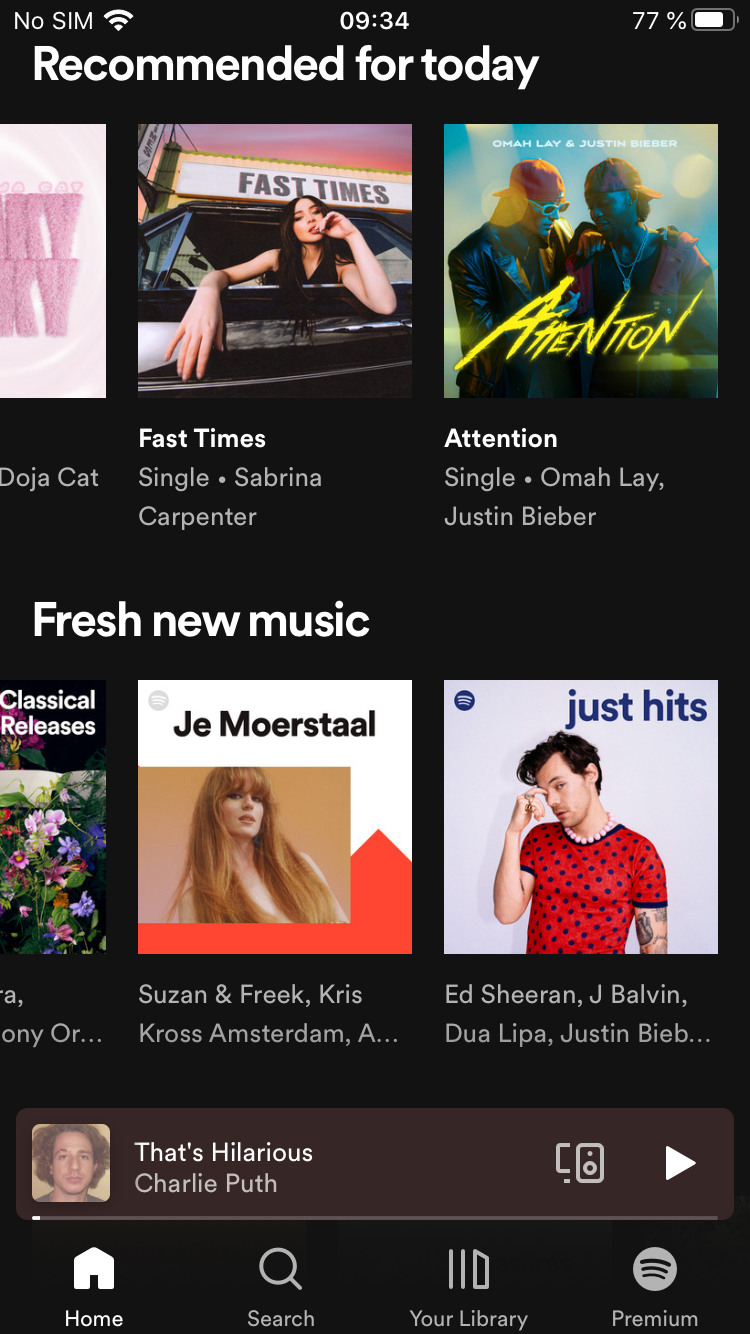 No SIM 09:34 77 %
Recommended for today
FAST TIMES
OMAH LAY & JUSTIN BIEBER
ATTENTION
Fast Times
Attention
Doja Cat
Single • Sabrina
Carpenter
Single • Omah Lay,
Justin Bieber
Fresh new music
Classical
Releases
Je Moerstaal
just hits
ra,
ony Or...
Suzan & Freek, Kris
Kross Amsterdam, A...
Ed Sheeran, J Balvin,
Dua Lipa, Justin Bieb...
That's Hilarious
Charlie Puth
Home
Search
Your Library
Premium